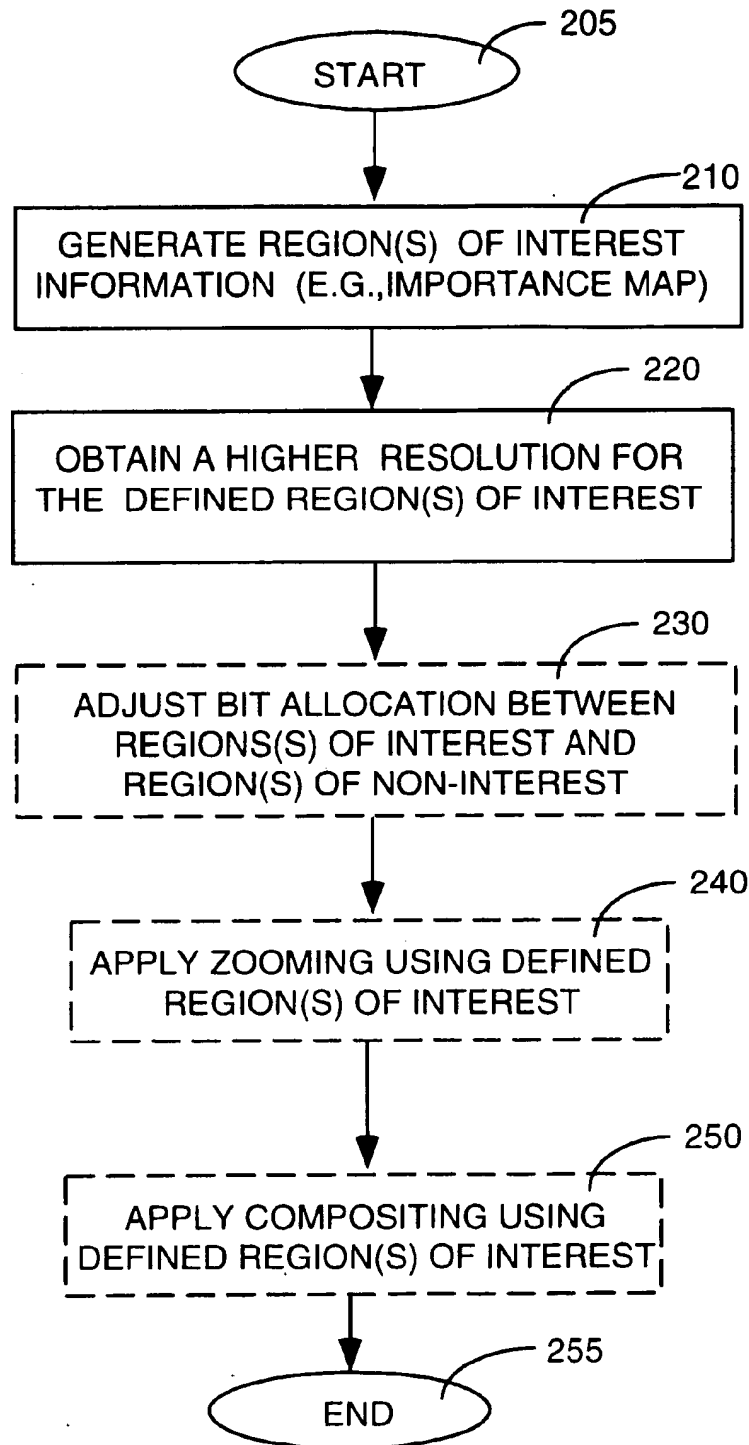 205
START
210
GENERATE REGION(S) OF INTEREST
INFORMATION (E.G.,IMPORTANCE MAP)
220
OBTAIN A HIGHER RESOLUTION FOR
THE DEFINED REGION(S) OF INTEREST
230
ADJUST BIT ALLOCATION BETWEEN
REGIONS(S) OF INTEREST AND
REGION(S) OF NON-INTEREST
240
APPLY ZOOMING USING DEFINED
REGION(S) OF INTEREST
250
APPLY COMPOSITING USING
DEFINED REGION(S) OF INTEREST
255
END